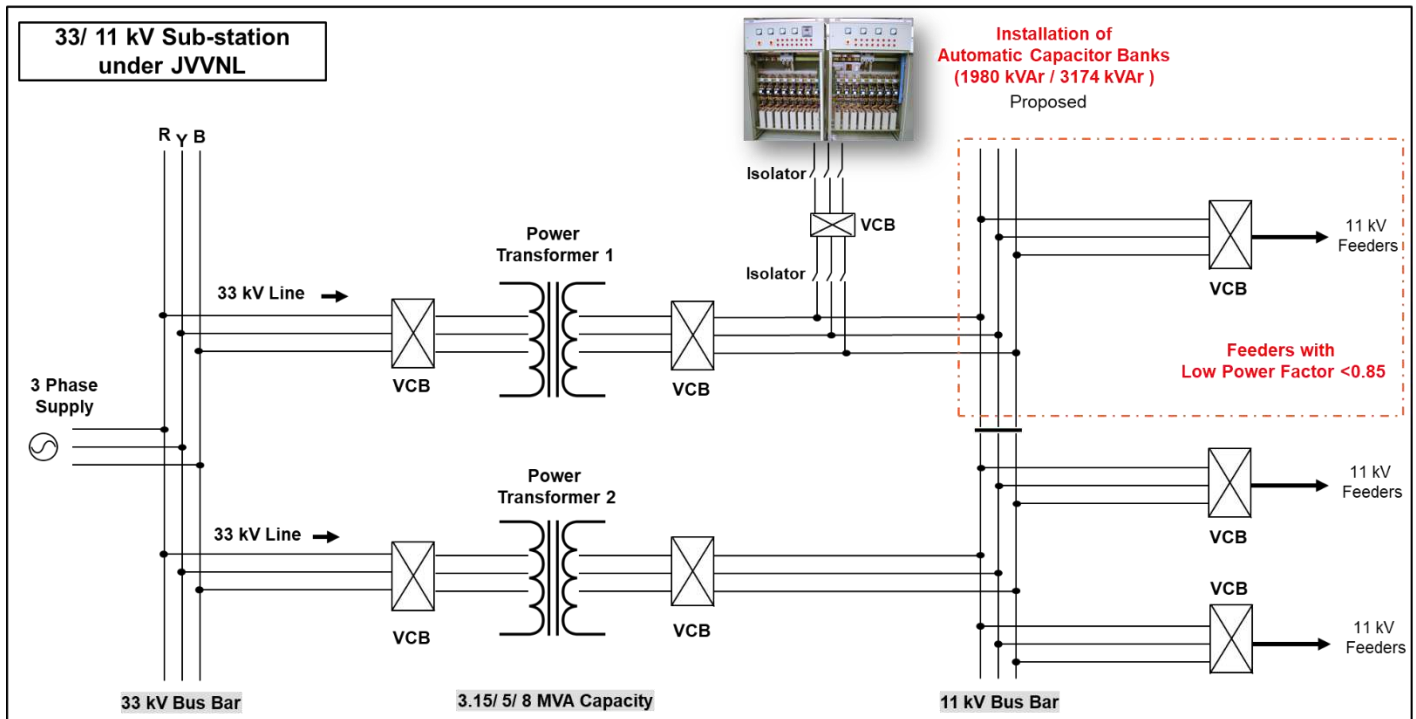 33/ 11 kV Sub-station
under JVVNL
Installation of
Automatic Capacitor Banks
(1980 kVAr / 3174 kVAr )
Proposed
R Y B
Isolator
VCB
Isolator
Power
Transformer 1
33 kV Line
VCB
VCB
11 kV
Feeders
VCB
Feeders with
Low Power Factor <0.85
3 Phase
Supply
Power
Transformer 2
33 kV Line
VCB
VCB
11 kV
Feeders
VCB
VCB
11 kV
Feeders
33 kV Bus Bar
3.15/ 5/ 8 MVA Capacity
11 kV Bus Bar